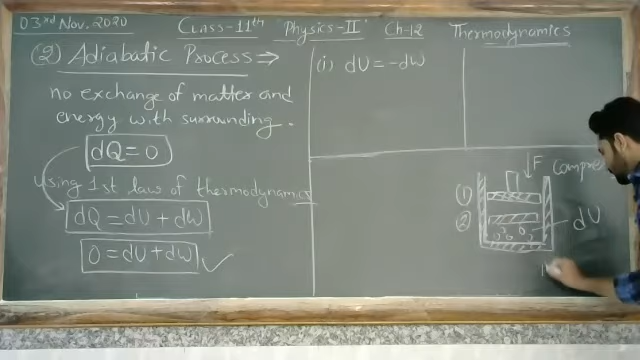 03rd Nov. 2020 Class-11th "Physics-II" Ch-12 Thermodynamics
(2) Adiabatic Process ⇒
no exchange of matter and
energy with surrounding.
dQ = 0
using 1st laws of thermodynamics
dQ = dU + dW
0 = dU + dW ✓
(i) dU = -dW
F
(1)
(2)
dU